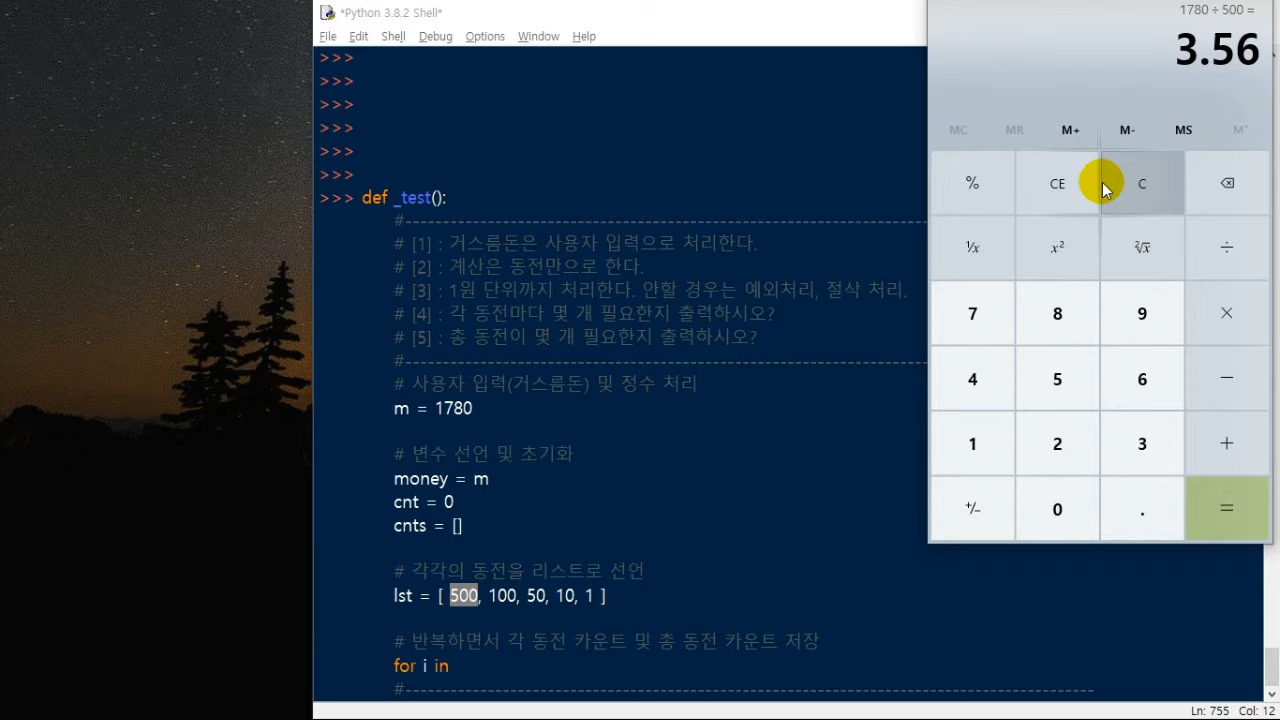 *Python 3.8.2 Shell*
File Edit Shell Debug Options Window Help
>>>
>>>
>>>
>>>
>>>
>>>
>>> def _test():
#--------------------------------------------------------------------------
# [1] : 거스름돈은 사용자 입력으로 처리한다.
# [2] : 계산은 동전만으로 한다.
# [3] : 1원 단위까지 처리한다. 안할 경우는 예외처리, 절삭 처리.
# [4] : 각 동전마다 몇 개 필요한지 출력하시오?
# [5] : 총 동전이 몇 개 필요한지 출력하시오?
#--------------------------------------------------------------------------
# 사용자 입력(거스름돈) 및 정수 처리
m = 1780
# 변수 선언 및 초기화
money = m
cnt = 0
cnts = []
# 각각의 동전을 리스트로 선언
lst = [ 500, 100, 50, 10, 1 ]
# 반복하면서 각 동전 카운트 및 총 동전 카운트 저장
for i in
#--------------------------------------------------------------------------------------------
Ln: 755 Col: 12
1780 ÷ 500 =
3.56
MC MR M+ M- MS M˅
% CE C ⌫
¹/x x² ²√x ÷
7 8 9 ×
4 5 6 −
1 2 3 +
+/− 0 . =